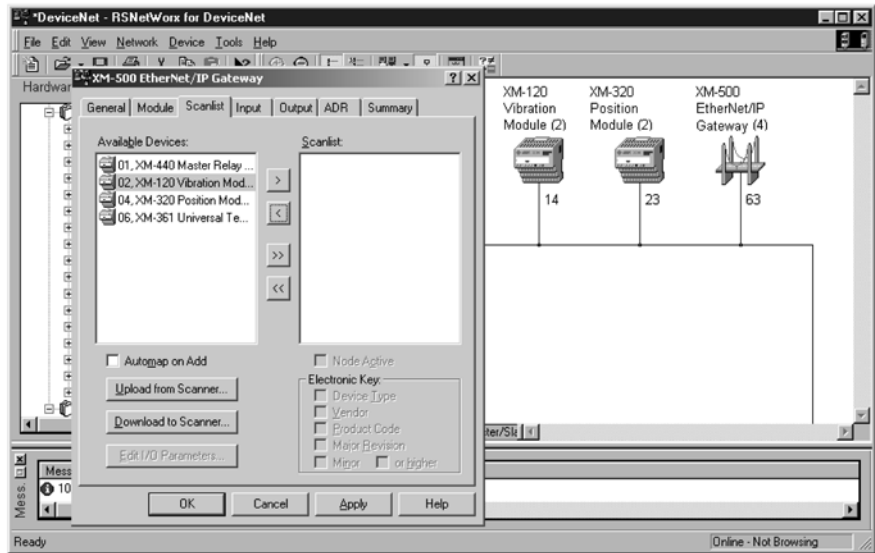 *DeviceNet - RSNetWorx for DeviceNet
File Edit View Network Device Tools Help
Hardwar
XM-500 EtherNet/IP Gateway
General Module Scanlist Input Output ADR Summary
Available Devices:
01, XM-440 Master Relay ...
02, XM-120 Vibration Mod...
04, XM-320 Position Mod...
06, XM-361 Universal Te...
>
<
>>
<<
Scanlist:
Automap on Add
Upload from Scanner...
Download to Scanner...
Edit I/O Parameters...
Node Active
Electronic Key:
Device Type
Vendor
Product Code
Major Revision
Minor or higher
OK Cancel Apply Help
XM-120
Vibration
Module (2)
14
XM-320
Position
Module (2)
23
XM-500
EtherNet/IP
Gateway (4)
63
ter/Sla
Mess.
Mess
10
Ready
Online - Not Browsing